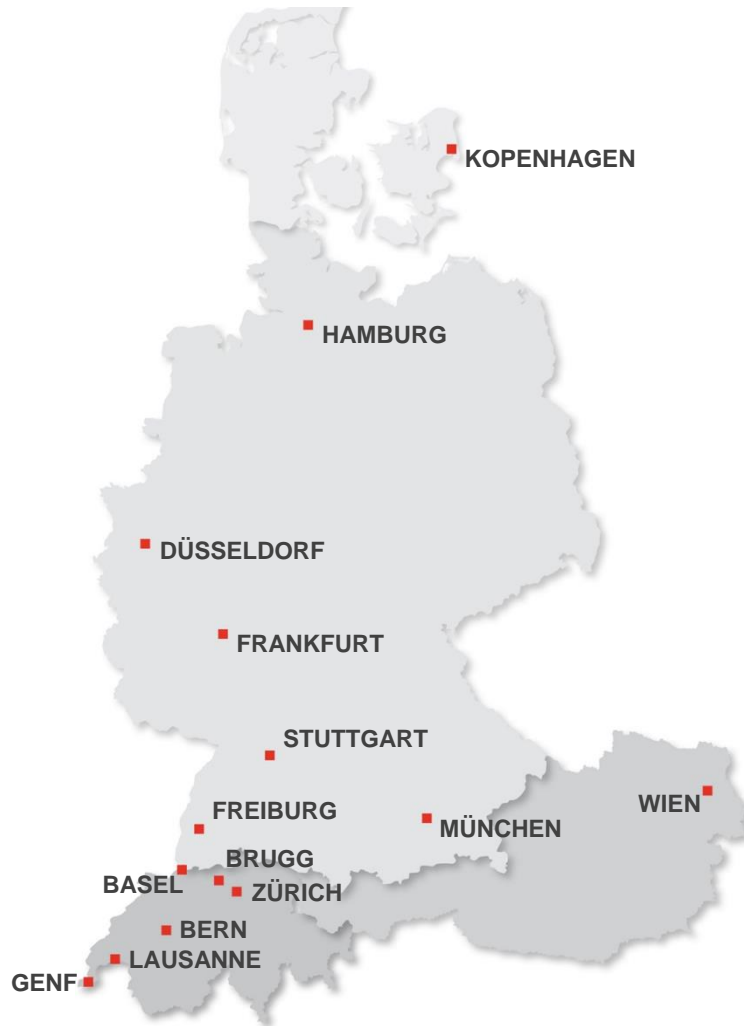 KOPENHAGEN
HAMBURG
DÜSSELDORF
FRANKFURT
STUTTGART
WIEN
FREIBURG
MÜNCHEN
BRUGG
BASEL
ZÜRICH
BERN
LAUSANNE
GENF